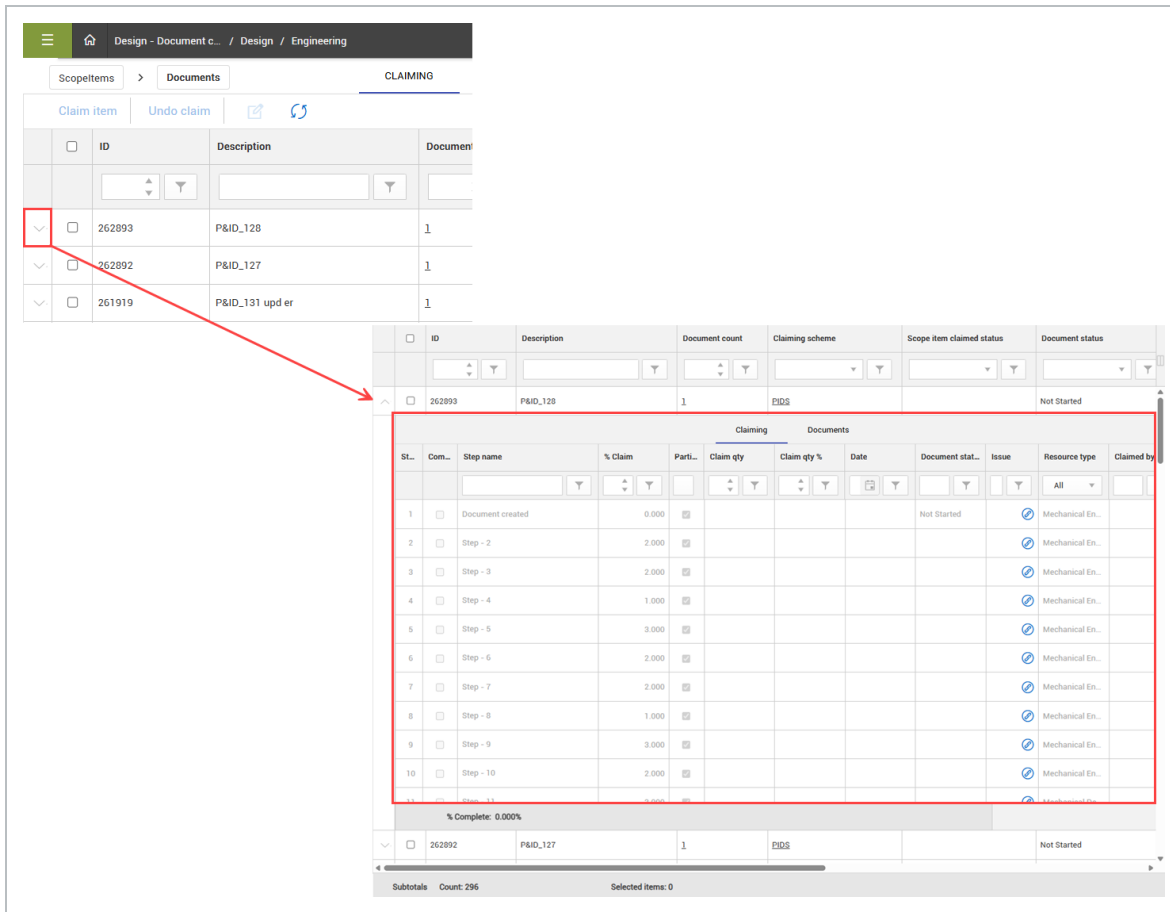 Design - Document c... / Design / Engineering
ScopeItems > Documents CLAIMING
Claim item Undo claim
ID Description Document
262893 P&ID_128 1
262892 P&ID_127 1
261919 P&ID_131 upd er 1
ID Description Document count Claiming scheme Scope item claimed status Document status
262893 P&ID_128 1 PIDS Not Started
Claiming Documents
St... Com... Step name % Claim Parti... Claim qty Claim qty % Date Document stat... Issue Resource type Claimed by
All
1 Document created 0.000 Not Started Mechanical En...
2 Step - 2 2.000 Mechanical En...
3 Step - 3 2.000 Mechanical En...
4 Step - 4 1.000 Mechanical En...
5 Step - 5 3.000 Mechanical En...
6 Step - 6 2.000 Mechanical En...
7 Step - 7 2.000 Mechanical En...
8 Step - 8 1.000 Mechanical En...
9 Step - 9 3.000 Mechanical En...
10 Step - 10 2.000 Mechanical En...
11 Step - 11
% Complete: 0.000%
262892 P&ID_127 1 PIDS Not Started
Subtotals Count: 296 Selected items: 0